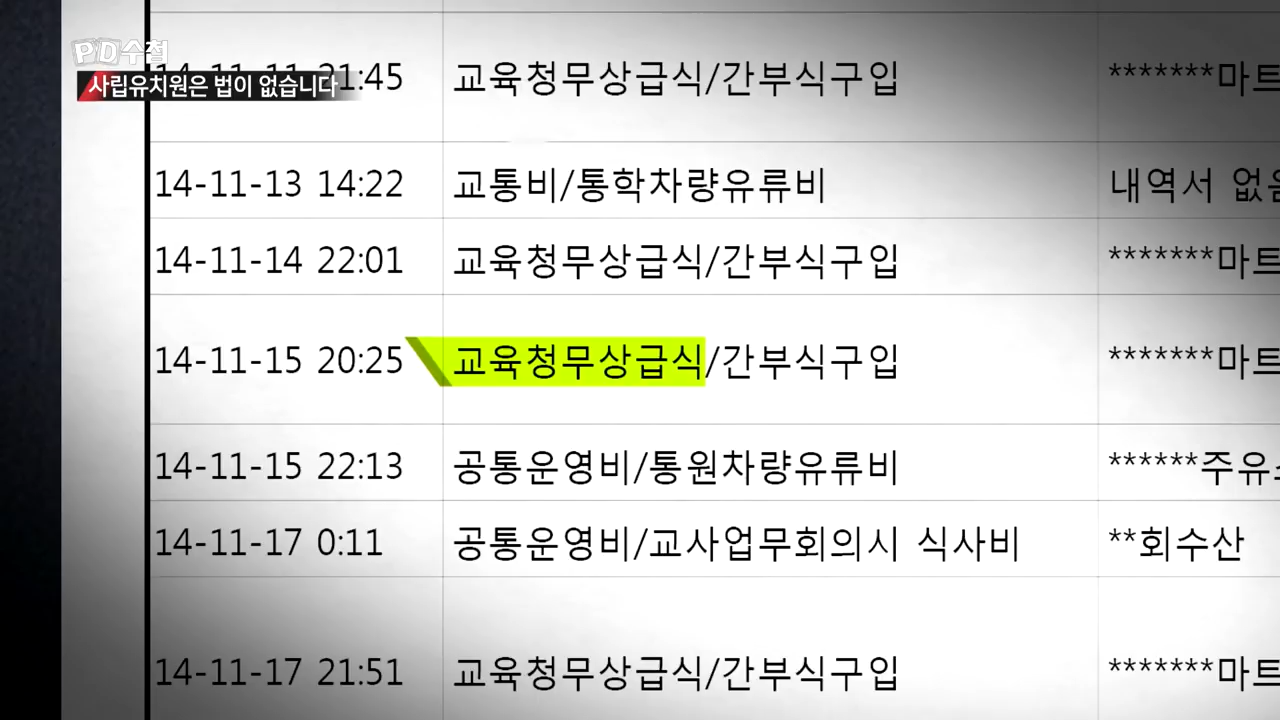 PD수첩
사립유치원은 법이 없습니다
21:45 교육청무상급식/간부식구입 *******마트
14-11-13 14:22 교통비/통학차량유류비 내역서 없음
14-11-14 22:01 교육청무상급식/간부식구입 *******마트
14-11-15 20:25 교육청무상급식/간부식구입 *******마트
14-11-15 22:13 공통운영비/통원차량유류비 ******주유
14-11-17 0:11 공통운영비/교사업무회의시 식사비 **회수산
14-11-17 21:51 교육청무상급식/간부식구입 *******마트